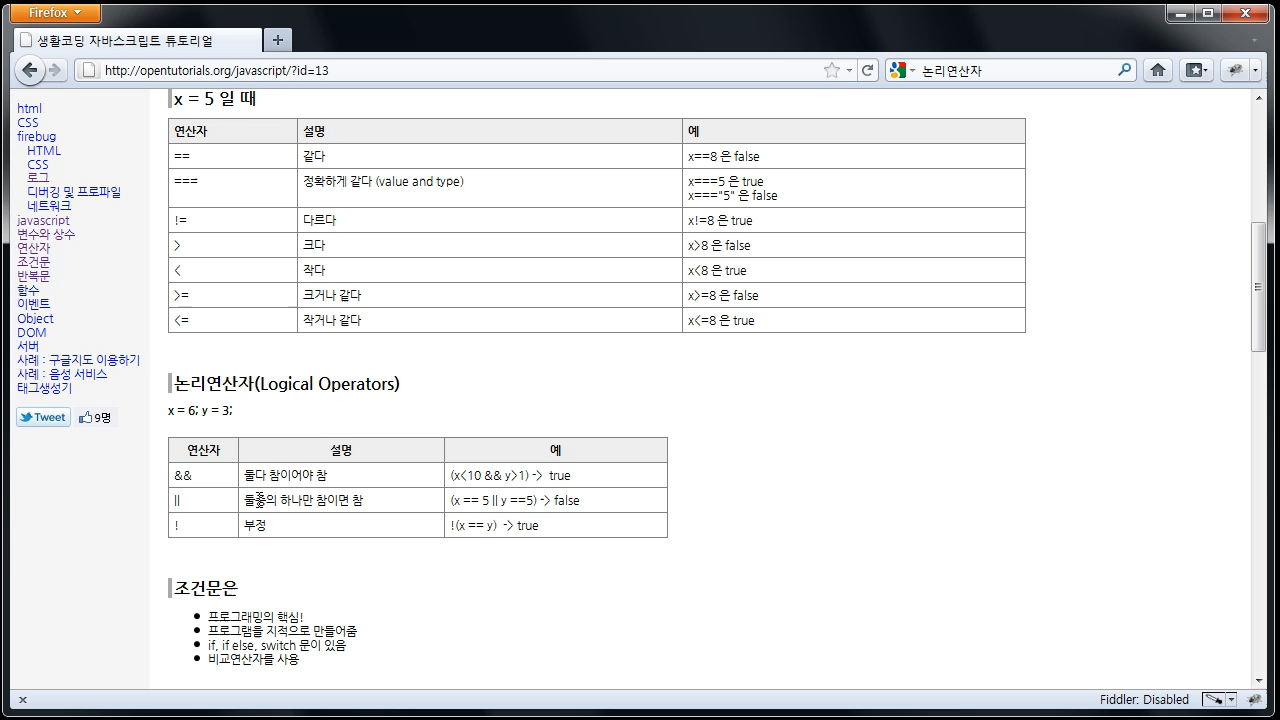 Firefox
생활코딩 자바스크립트 튜토리얼
http://opentutorials.org/javascript/?id=13
논리연산자
html
CSS
firebug
HTML
CSS
로그
디버깅 및 프로파일
네트워크
javascript
변수와 상수
연산자
조건문
반복문
함수
이벤트
Object
DOM
서버
사례 : 구글지도 이용하기
사례 : 음성 서비스
태그생성기
Tweet
9명
x = 5 일 때
연산자 설명 예
== 같다 x==8 은 false
=== 정확하게 같다 (value and type) x===5 은 true
x==="5" 은 false
!= 다르다 x!=8 은 true
> 크다 x>8 은 false
< 작다 x<8 은 true
>= 크거나 같다 x>=8 은 false
<= 작거나 같다 x<=8 은 true
논리연산자(Logical Operators)
x = 6; y = 3;
연산자 설명 예
&& 둘다 참이어야 참 (x<10 && y>1) -> true
|| 둘중의 하나만 참이면 참 (x == 5 || y ==5) -> false
! 부정 !(x == y) -> true
조건문은
프로그래밍의 핵심!
프로그램을 지적으로 만들어줌
if, if else, switch 문이 있음
비교연산자를 사용
Fiddler: Disabled